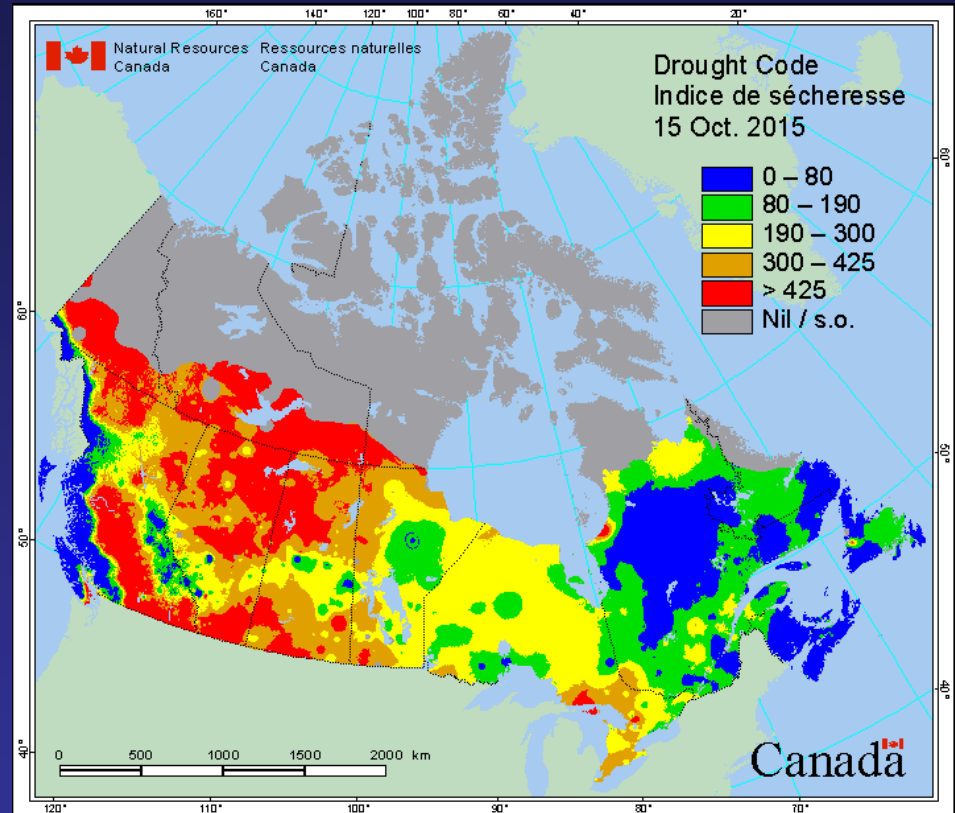 160° 140° 120° 100° 80° 60° 40° 20°
Natural Resources Ressources naturelles
Canada Canada
Drought Code
Indice de sécheresse
15 Oct. 2015
0 – 80
80 – 190
190 – 300
300 – 425
> 425
Nil / s.o.
60°
60°
50°
50°
40°
40°
0 500 1000 1500 2000 km
Canada
120° 110° 100° 90° 80° 70°